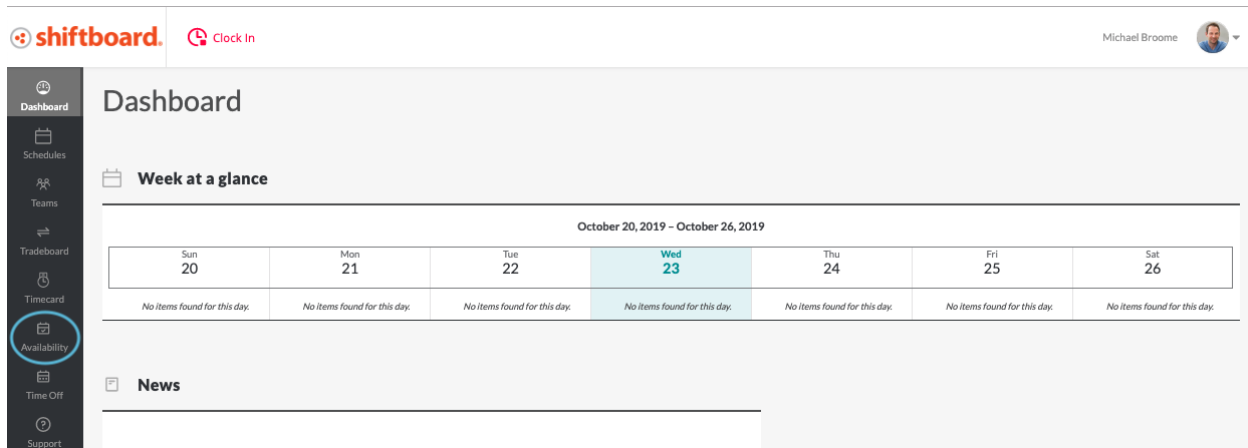 shiftboard.
Clock In
Michael Broome
Dashboard
Schedules
Teams
Tradeboard
Timecard
Availability
Time Off
Support
Dashboard
Week at a glance
October 20, 2019 – October 26, 2019
Sun Mon Tue Wed Thu Fri Sat
20 21 22 23 24 25 26
No items found for this day. No items found for this day. No items found for this day. No items found for this day. No items found for this day. No items found for this day. No items found for this day.
News